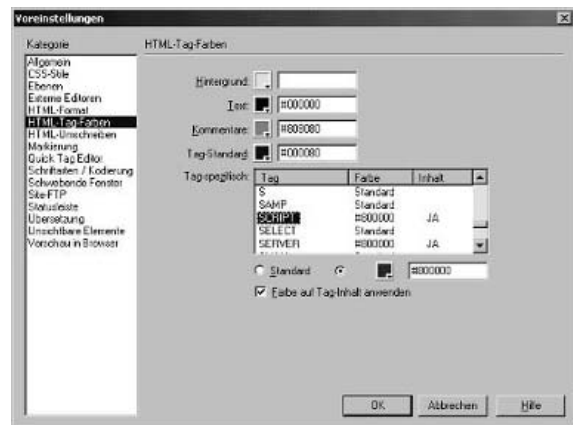 Voreinstellungen
Kategorie
HTML-Tag-Farben
Allgemein
CSS-Stile
Ebenen
Externe Editoren
HTML-Format
HTML-Tag-Farben
HTML-Umschreiben
Markierung
Quick Tag Editor
Schriftarten / Kodierung
Schwebende Fenster
Site-FTP
Statusleiste
Übersetzung
Unsichtbare Elemente
Vorschau in Browser
Hintergrund:
Text: #000000
Kommentare: #808080
Tag-Standard: #000080
Tag-spezifisch:
Tag Farbe Inhalt
S Standard
SAMP Standard
SCRIPT #800000 JA
SELECT Standard
SERVER #800000 JA
Standard #800000
Farbe auf Tag-Inhalt anwenden
OK Abbrechen Hilfe